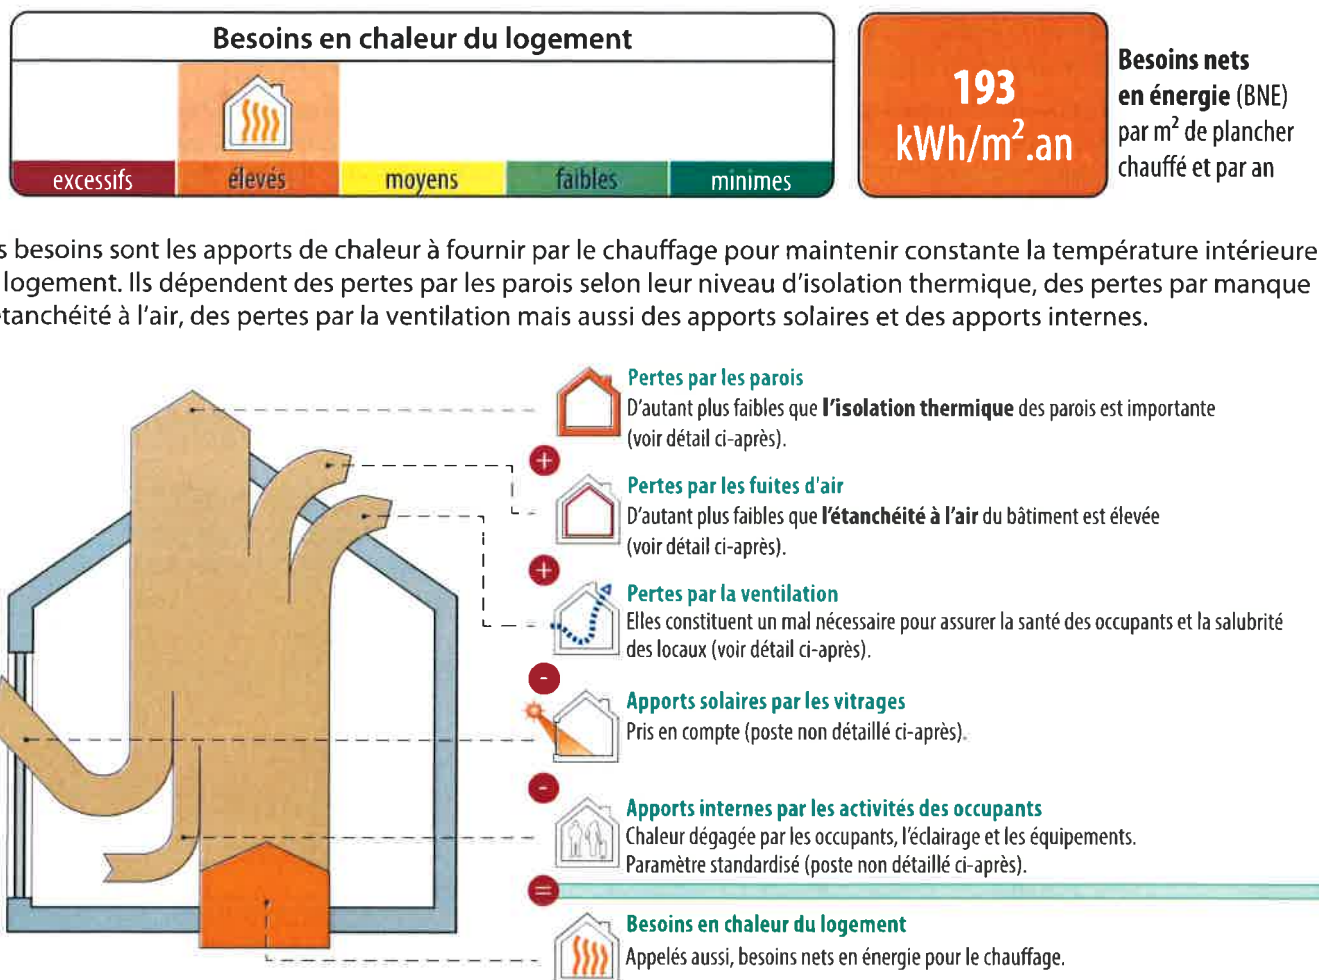 Besoins en chaleur du logement
excessifs
élevés
moyens
faibles
minimes
193
kWh/m².an
Besoins nets
en énergie (BNE)
par m² de plancher
chauffé et par an
s besoins sont les apports de chaleur à fournir par le chauffage pour maintenir constante la température intérieure
logement. Ils dépendent des pertes par les parois selon leur niveau d'isolation thermique, des pertes par manque
étanchéité à l'air, des pertes par la ventilation mais aussi des apports solaires et des apports internes.
Pertes par les parois
D'autant plus faibles que l'isolation thermique des parois est importante
(voir détail ci-après).
+
Pertes par les fuites d'air
D'autant plus faibles que l'étanchéité à l'air du bâtiment est élevée
(voir détail ci-après).
+
Pertes par la ventilation
Elles constituent un mal nécessaire pour assurer la santé des occupants et la salubrité
des locaux (voir détail ci-après).
-
Apports solaires par les vitrages
Pris en compte (poste non détaillé ci-après).
-
Apports internes par les activités des occupants
Chaleur dégagée par les occupants, l'éclairage et les équipements.
Paramètre standardisé (poste non détaillé ci-après).
=
Besoins en chaleur du logement
Appelés aussi, besoins nets en énergie pour le chauffage.